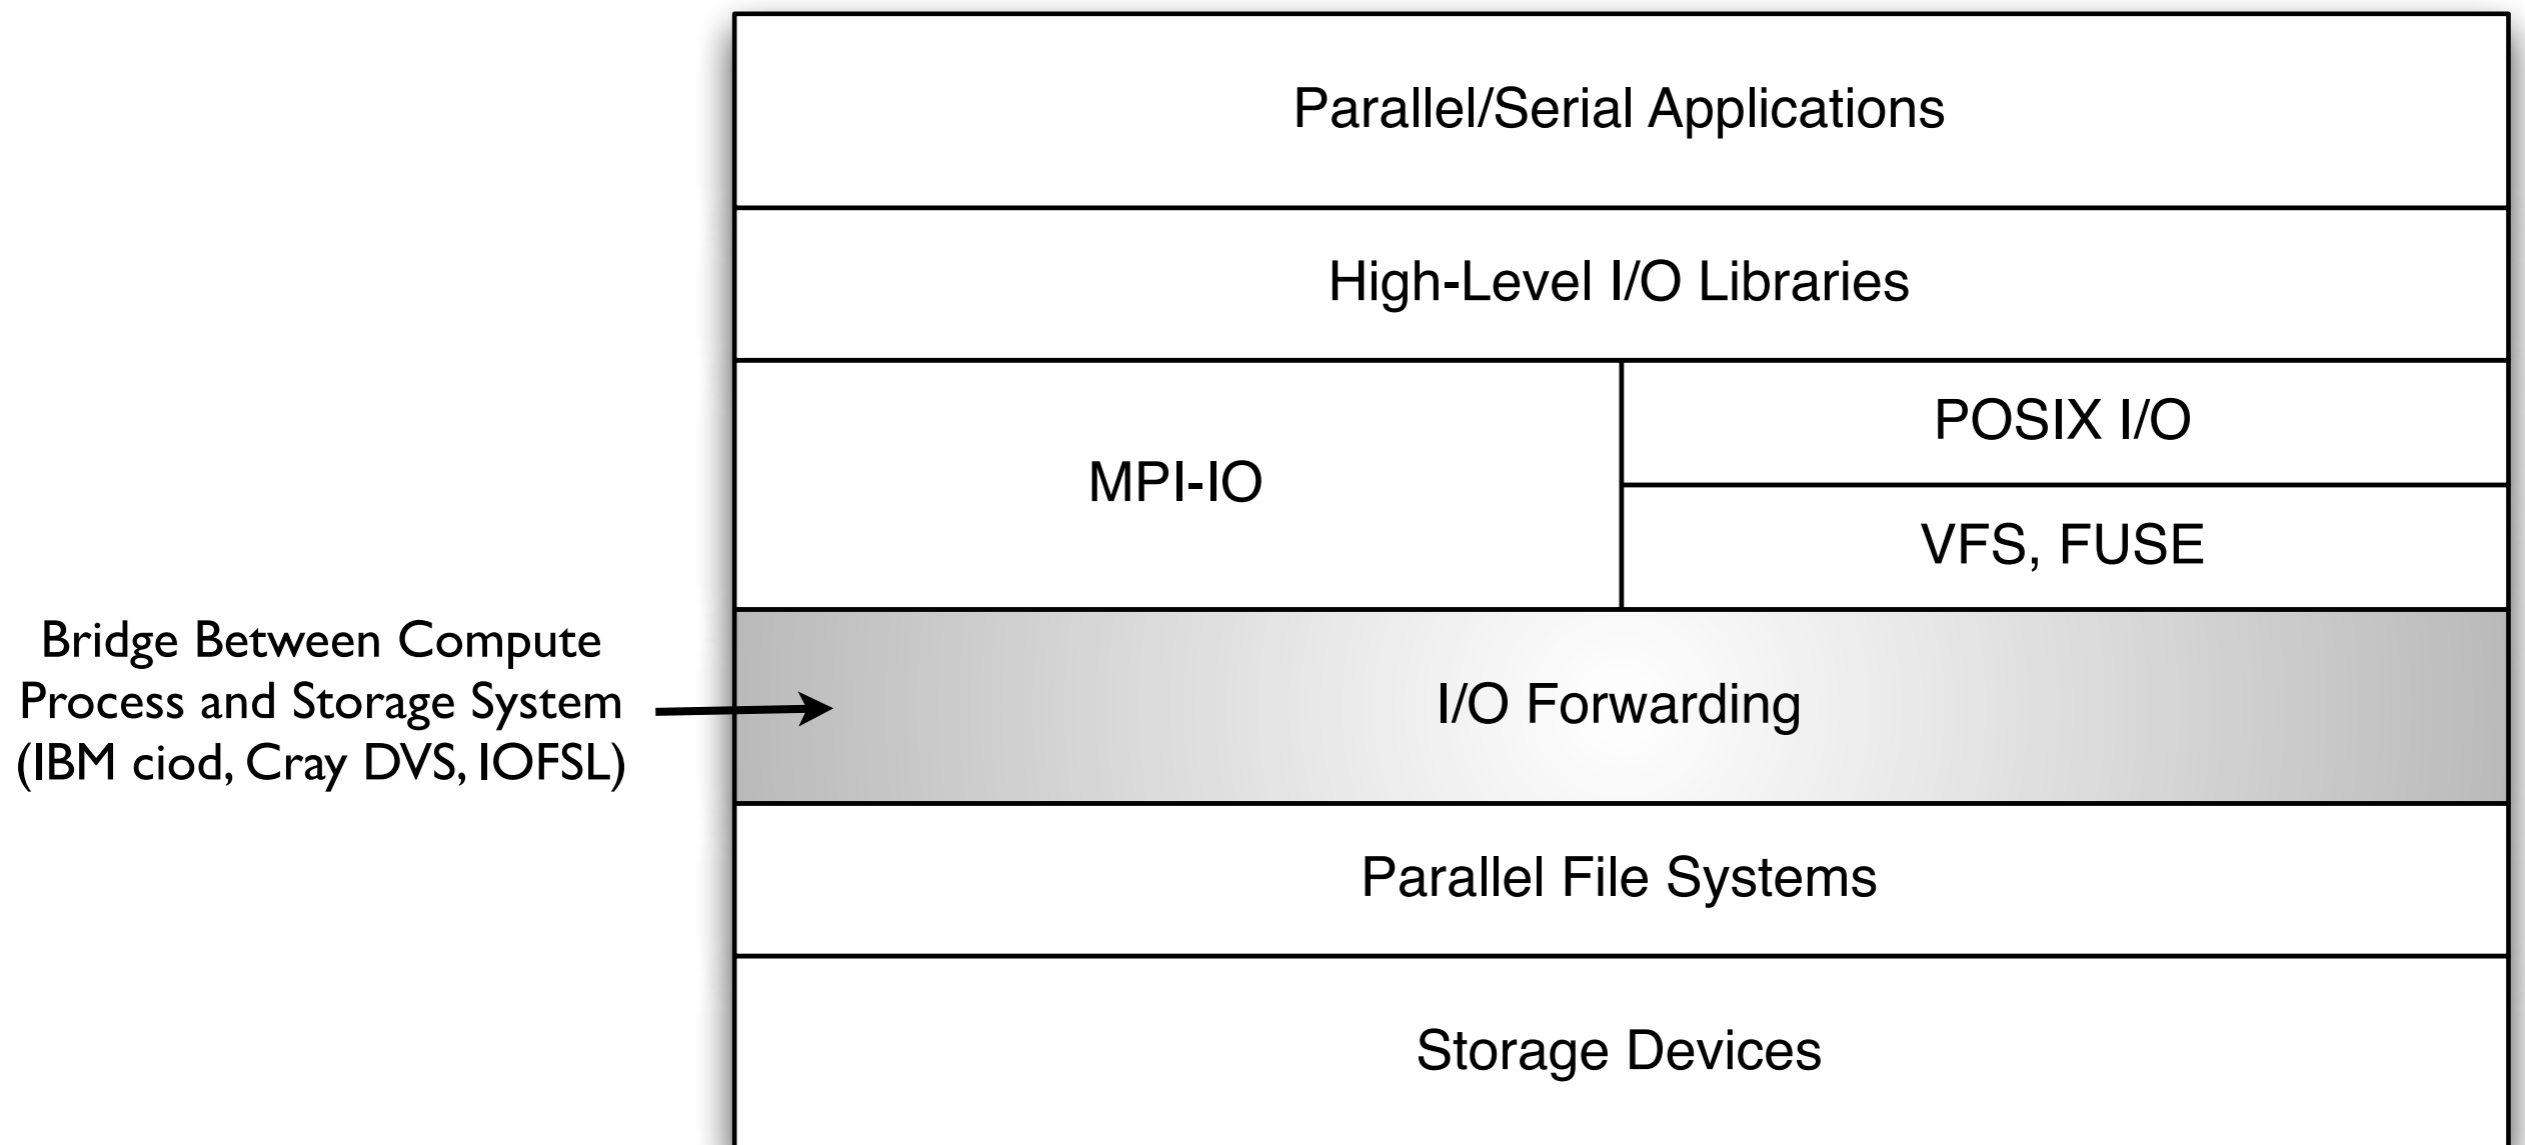 Parallel/Serial Applications
High-Level I/O Libraries
MPI-IO
POSIX I/O
VFS, FUSE
Bridge Between Compute
Process and Storage System
(IBM ciod, Cray DVS, IOFSL)
I/O Forwarding
Parallel File Systems
Storage Devices